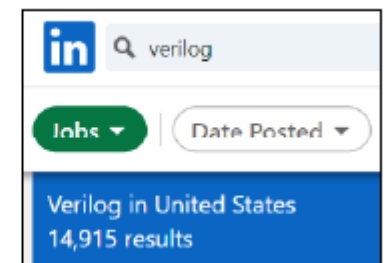 in verilog
Jobs Date Posted
Verilog in United States
14,915 results